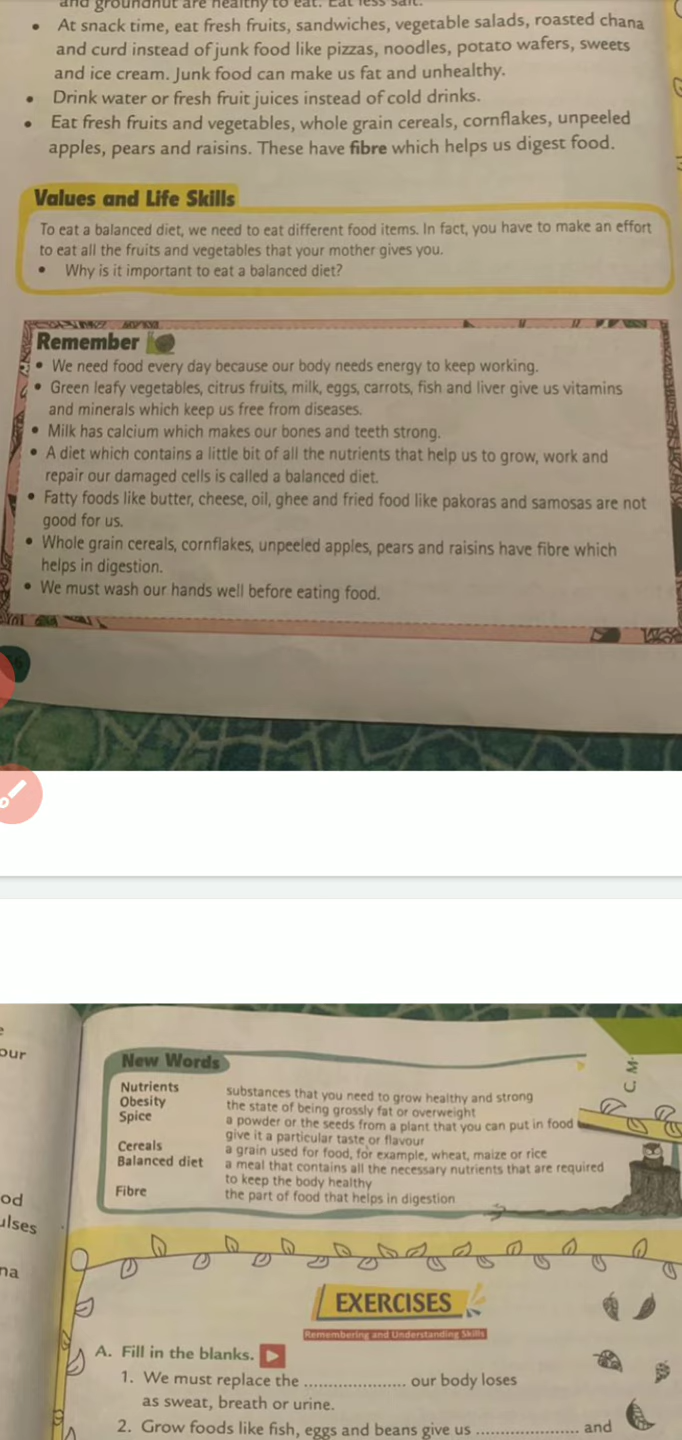 and groundnut are healthy to eat. Eat less salt.
• At snack time, eat fresh fruits, sandwiches, vegetable salads, roasted chana
and curd instead of junk food like pizzas, noodles, potato wafers, sweets
and ice cream. Junk food can make us fat and unhealthy.
• Drink water or fresh fruit juices instead of cold drinks.
• Eat fresh fruits and vegetables, whole grain cereals, cornflakes, unpeeled
apples, pears and raisins. These have fibre which helps us digest food.
Values and Life Skills
To eat a balanced diet, we need to eat different food items. In fact, you have to make an effort
to eat all the fruits and vegetables that your mother gives you.
• Why is it important to eat a balanced diet?
Remember
• We need food every day because our body needs energy to keep working.
• Green leafy vegetables, citrus fruits, milk, eggs, carrots, fish and liver give us vitamins
and minerals which keep us free from diseases.
• Milk has calcium which makes our bones and teeth strong.
• A diet which contains a little bit of all the nutrients that help us to grow, work and
repair our damaged cells is called a balanced diet.
• Fatty foods like butter, cheese, oil, ghee and fried food like pakoras and samosas are not
good for us.
• Whole grain cereals, cornflakes, unpeeled apples, pears and raisins have fibre which
helps in digestion.
• We must wash our hands well before eating food.
our
od
ulses
na
New Words
Nutrients substances that you need to grow healthy and strong
Obesity the state of being grossly fat or overweight
Spice a powder or the seeds from a plant that you can put in food
give it a particular taste or flavour
Cereals a grain used for food, for example, wheat, maize or rice
Balanced diet a meal that contains all the necessary nutrients that are required
to keep the body healthy
Fibre the part of food that helps in digestion
C, M
EXERCISES
Remembering and Understanding Skills
A. Fill in the blanks.
1. We must replace the .................... our body loses
as sweat, breath or urine.
2. Grow foods like fish, eggs and beans give us .................... and